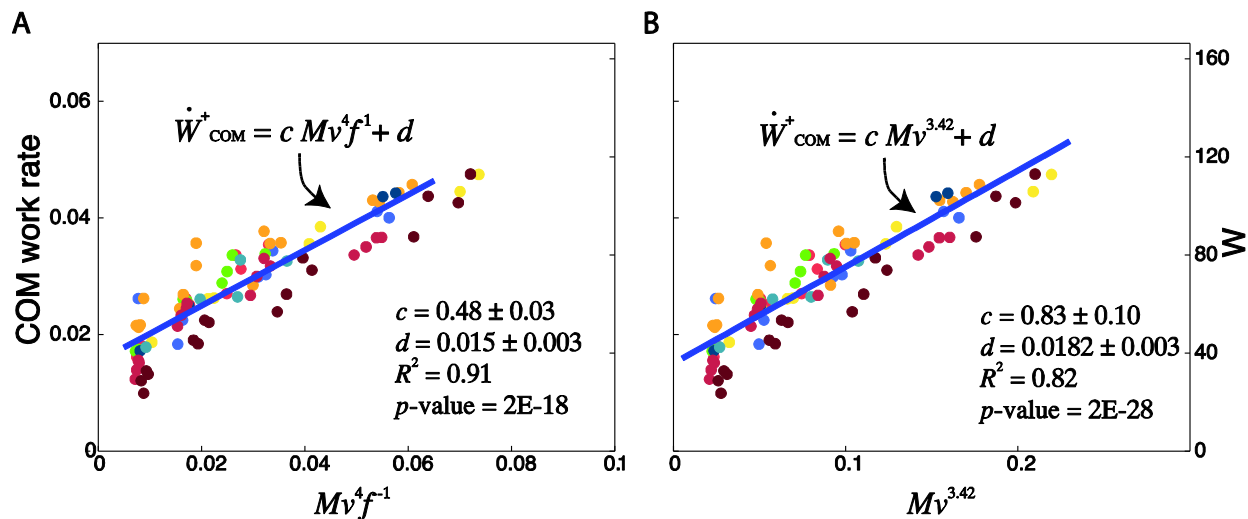 A
COM work rate
0.06
0.04
0.02
0
0
0.02
0.04
0.06
0.08
0.1
Ẇ⁺COM = c Mv⁴f¹+ d
c = 0.48 ± 0.03
d = 0.015 ± 0.003
R² = 0.91
p-value = 2E-18
Mv⁴f⁻¹
B
Ẇ⁺COM = c Mv³·⁴²+ d
c = 0.83 ± 0.10
d = 0.0182 ± 0.003
R² = 0.82
p-value = 2E-28
0
0.1
0.2
Mv³·⁴²
160
120
80
40
0
W